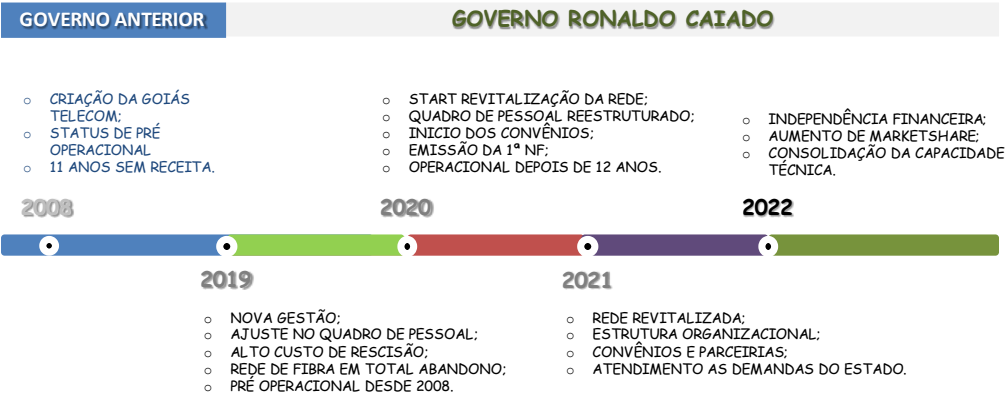 GOVERNO ANTERIOR
GOVERNO RONALDO CAIADO
○ CRIAÇÃO DA GOIÁS
TELECOM;
○ STATUS DE PRÉ
OPERACIONAL
○ 11 ANOS SEM RECEITA.
○ START REVITALIZAÇÃO DA REDE;
○ QUADRO DE PESSOAL REESTRUTURADO;
○ INICIO DOS CONVÊNIOS;
○ EMISSÃO DA 1ª NF;
○ OPERACIONAL DEPOIS DE 12 ANOS.
○ INDEPENDÊNCIA FINANCEIRA;
○ AUMENTO DE MARKETSHARE;
○ CONSOLIDAÇÃO DA CAPACIDADE
TÉCNICA.
2008
2020
2022
2019
2021
○ NOVA GESTÃO;
○ AJUSTE NO QUADRO DE PESSOAL;
○ ALTO CUSTO DE RESCISÃO;
○ REDE DE FIBRA EM TOTAL ABANDONO;
○ PRÉ OPERACIONAL DESDE 2008.
○ REDE REVITALIZADA;
○ ESTRUTURA ORGANIZACIONAL;
○ CONVÊNIOS E PARCEIRIAS;
○ ATENDIMENTO AS DEMANDAS DO ESTADO.